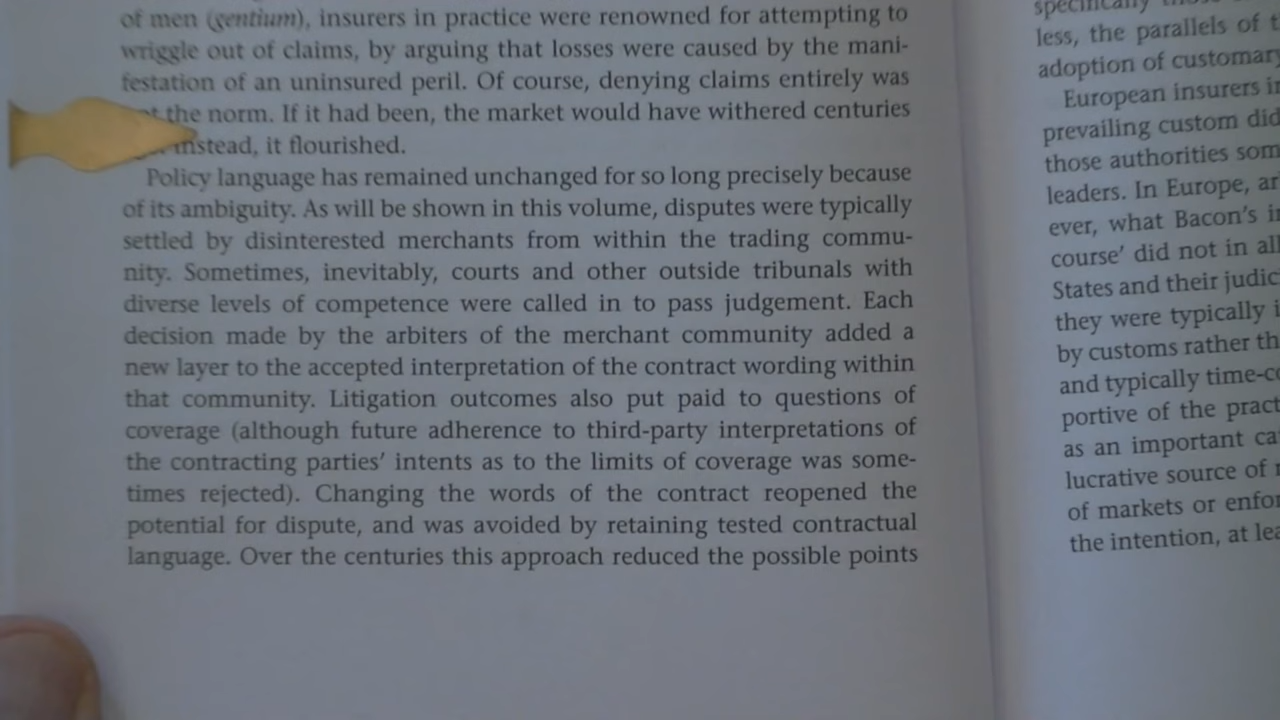 of men (gentium), insurers in practice were renowned for attempting to
wriggle out of claims, by arguing that losses were caused by the mani-
festation of an uninsured peril. Of course, denying claims entirely was
the norm. If it had been, the market would have withered centuries
instead, it flourished.
Policy language has remained unchanged for so long precisely because
of its ambiguity. As will be shown in this volume, disputes were typically
settled by disinterested merchants from within the trading commu-
nity. Sometimes, inevitably, courts and other outside tribunals with
diverse levels of competence were called in to pass judgement. Each
decision made by the arbiters of the merchant community added a
new layer to the accepted interpretation of the contract wording within
that community. Litigation outcomes also put paid to questions of
coverage (although future adherence to third-party interpretations of
the contracting parties' intents as to the limits of coverage was some-
times rejected). Changing the words of the contract reopened the
potential for dispute, and was avoided by retaining tested contractual
language. Over the centuries this approach reduced the possible points
specifically
less, the parallels of
adoption of customary
European insurers
prevailing custom did
those authorities
leaders. In Europe,
ever, what Bacon's
course' did not in all
States and their
they were typically
by customs rather
and typically
portive of the
as an important
lucrative source of
of markets or
the intention, at